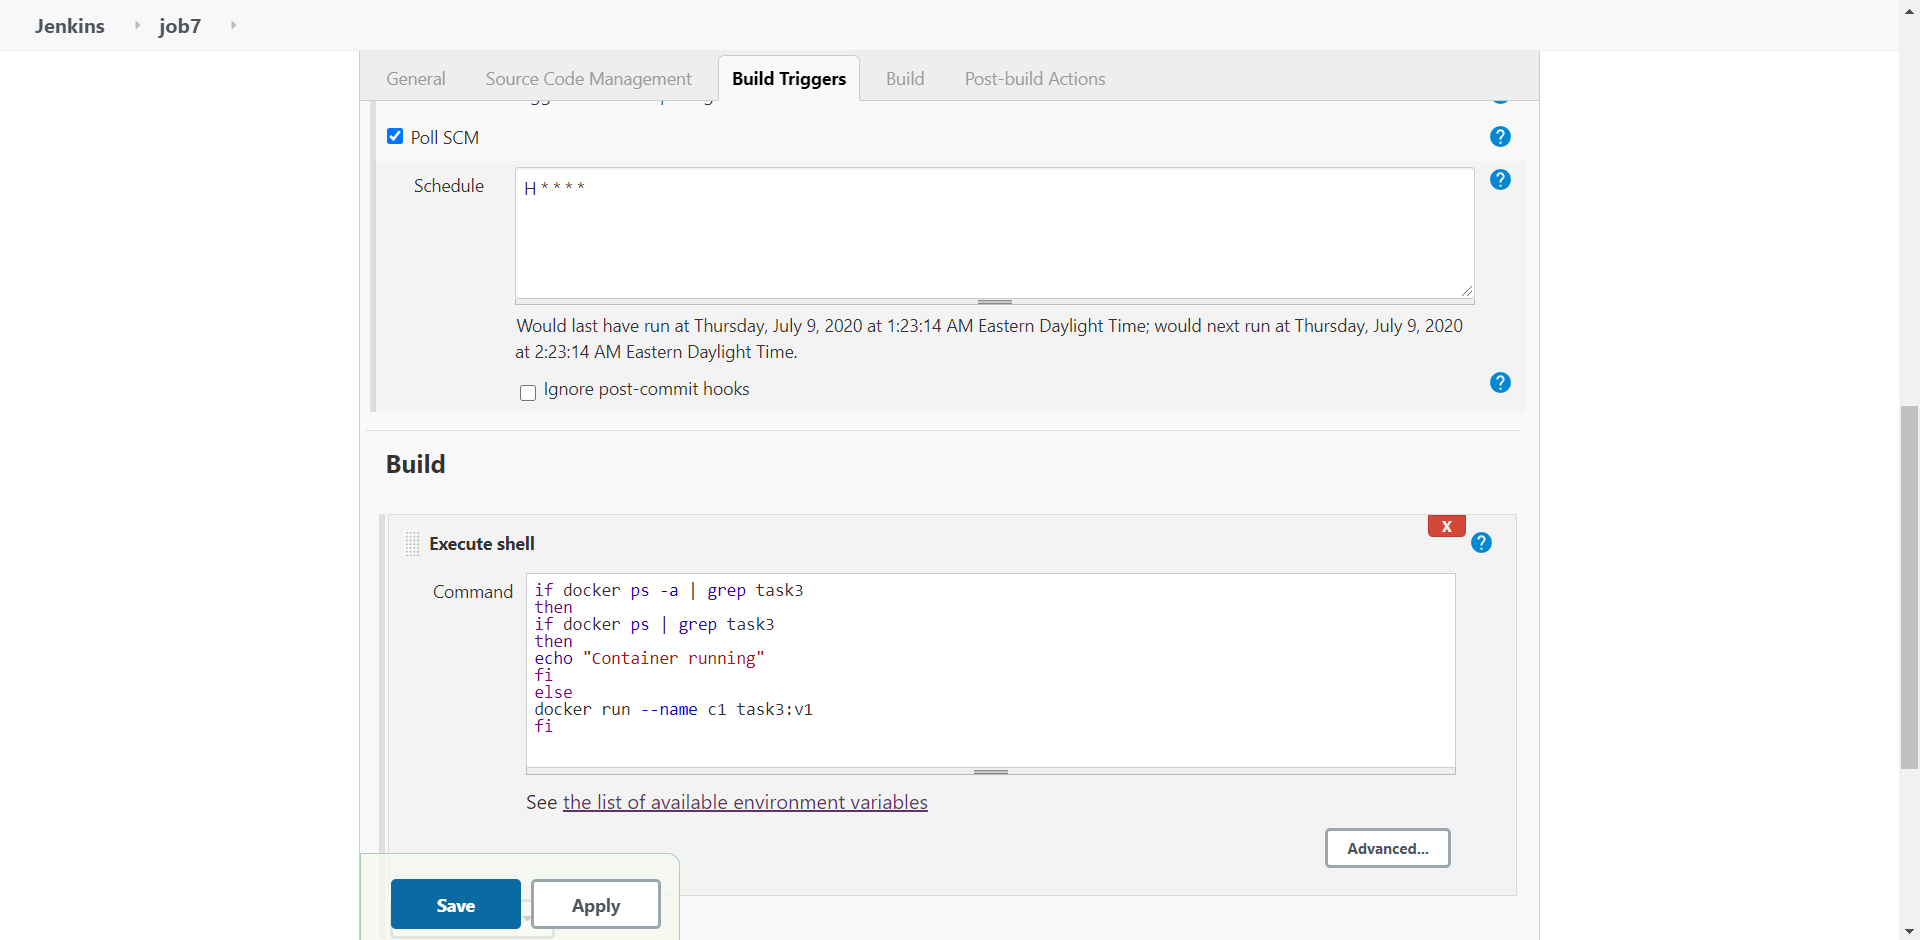 Jenkins job7
General Source Code Management Build Triggers Build Post-build Actions
Poll SCM ?
Schedule H * * * * ?
Would last have run at Thursday, July 9, 2020 at 1:23:14 AM Eastern Daylight Time; would next run at Thursday, July 9, 2020
at 2:23:14 AM Eastern Daylight Time.
Ignore post-commit hooks ?
Build
X
Execute shell ?
Command
if docker ps -a | grep task3
then
if docker ps | grep task3
then
echo "Container running"
fi
else
docker run --name c1 task3:v1
fi
See the list of available environment variables
Advanced...
Save Apply